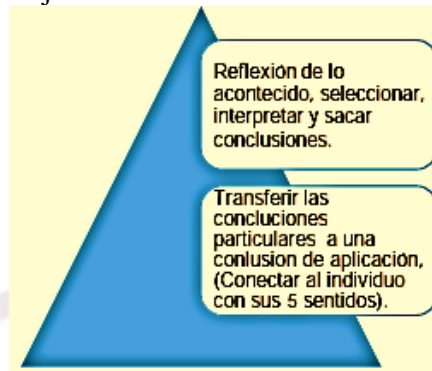 Reflexión de lo
acontecido, seleccionar,
interpretar y sacar
conclusiones.
Transferir las
concluciones
particulares a una
conlusion de aplicación,
(Conectar al individuo
con sus 5 sentidos).